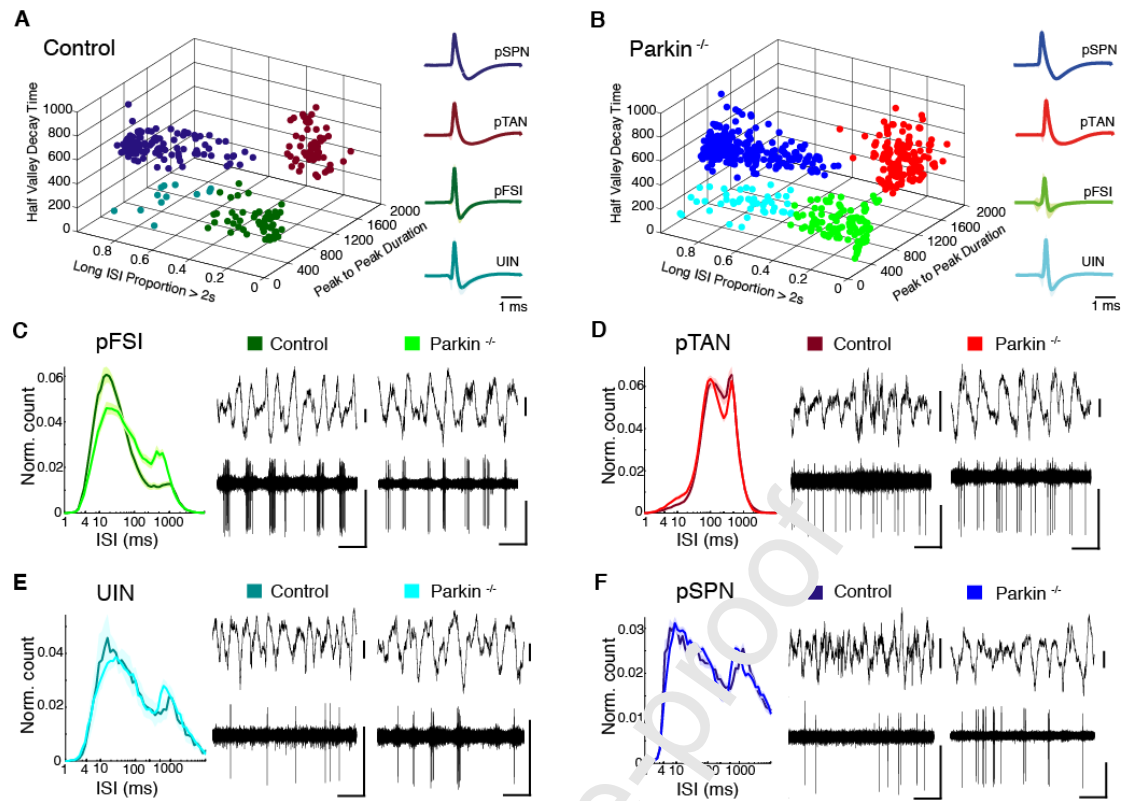 A
Control
Half Valley Decay Time
1000
800
600
400
200
0
0.8
0.6
0.4
0.2
0
Long ISI Proportion > 2s
0
400
800
1200
1600
2000
Peak to Peak Duration
pSPN
pTAN
pFSI
UIN
1 ms
B
Parkin -/-
Half Valley Decay Time
1000
800
600
400
200
0
0.8
0.6
0.4
0.2
0
Long ISI Proportion > 2s
0
400
800
1200
1600
2000
Peak to Peak Duration
pSPN
pTAN
pFSI
UIN
1 ms
C
pFSI
Control
Parkin -/-
Norm. count
0.06
0.04
0.02
0
1 4 10 100 1000
ISI (ms)
D
pTAN
Control
Parkin -/-
Norm. count
0.06
0.04
0.02
0
1 4 10 100 1000
ISI (ms)
E
UIN
Control
Parkin -/-
Norm. count
0.04
0.02
0
1 4 10 100 1000
ISI (ms)
F
pSPN
Control
Parkin -/-
Norm. count
0.03
0.02
0.01
0
1 4 10 100 1000
ISI (ms)
e-proof